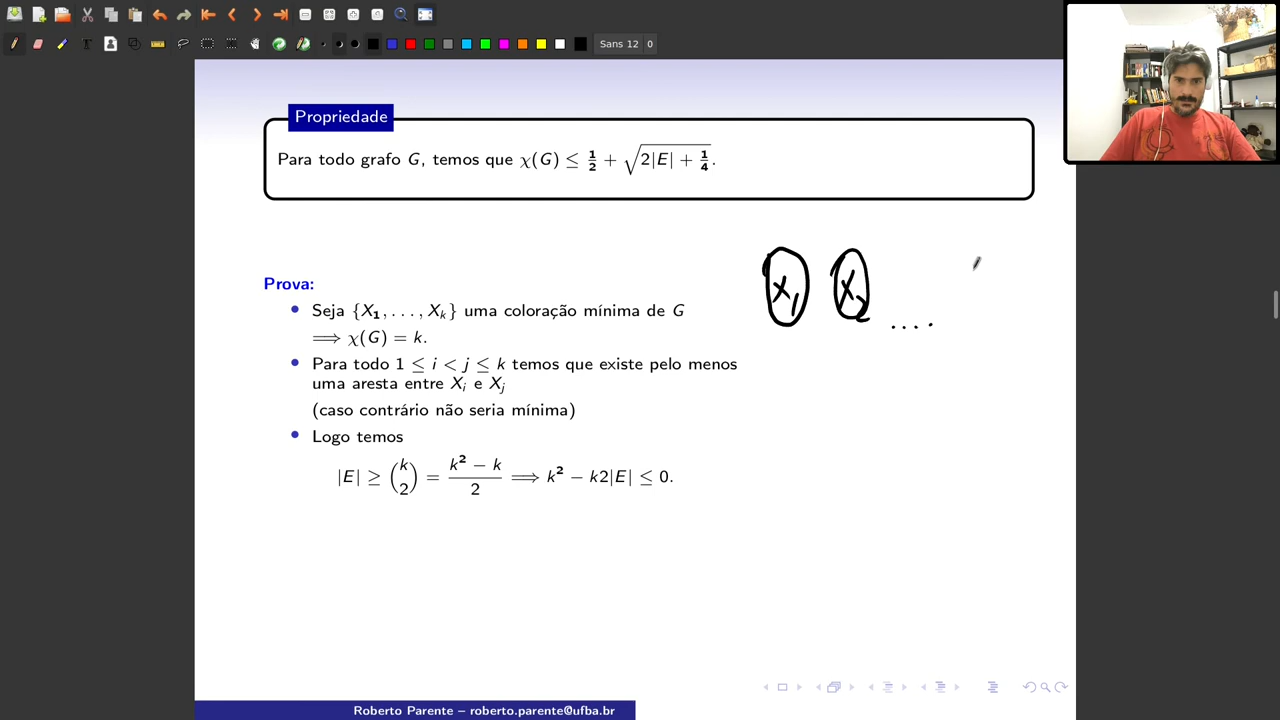 Sans 12 0
Propriedade
Para todo grafo G, temos que χ(G) ≤ 1/2 + √(2|E| + 1/4).
Prova:
X1 X2 ....
• Seja {X1, . . . , Xk} uma coloração mínima de G
⟹ χ(G) = k.
• Para todo 1 ≤ i < j ≤ k temos que existe pelo menos
uma aresta entre Xi e Xj
(caso contrário não seria mínima)
• Logo temos
|E| ≥ (k 2) = (k² − k)/2 ⟹ k² − k2|E| ≤ 0.
Roberto Parente – roberto.parente@ufba.br